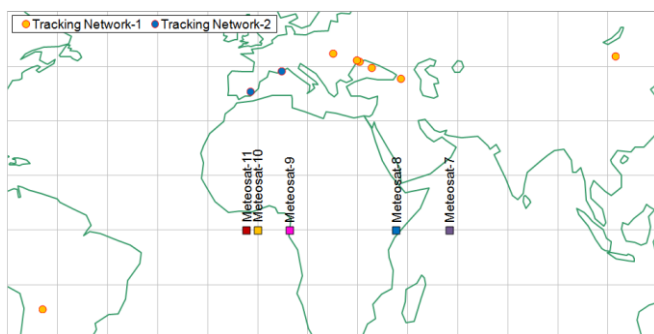 Tracking Network-1 Tracking Network-2
Meteosat-11
Meteosat-10
Meteosat-9
Meteosat-8
Meteosat-7